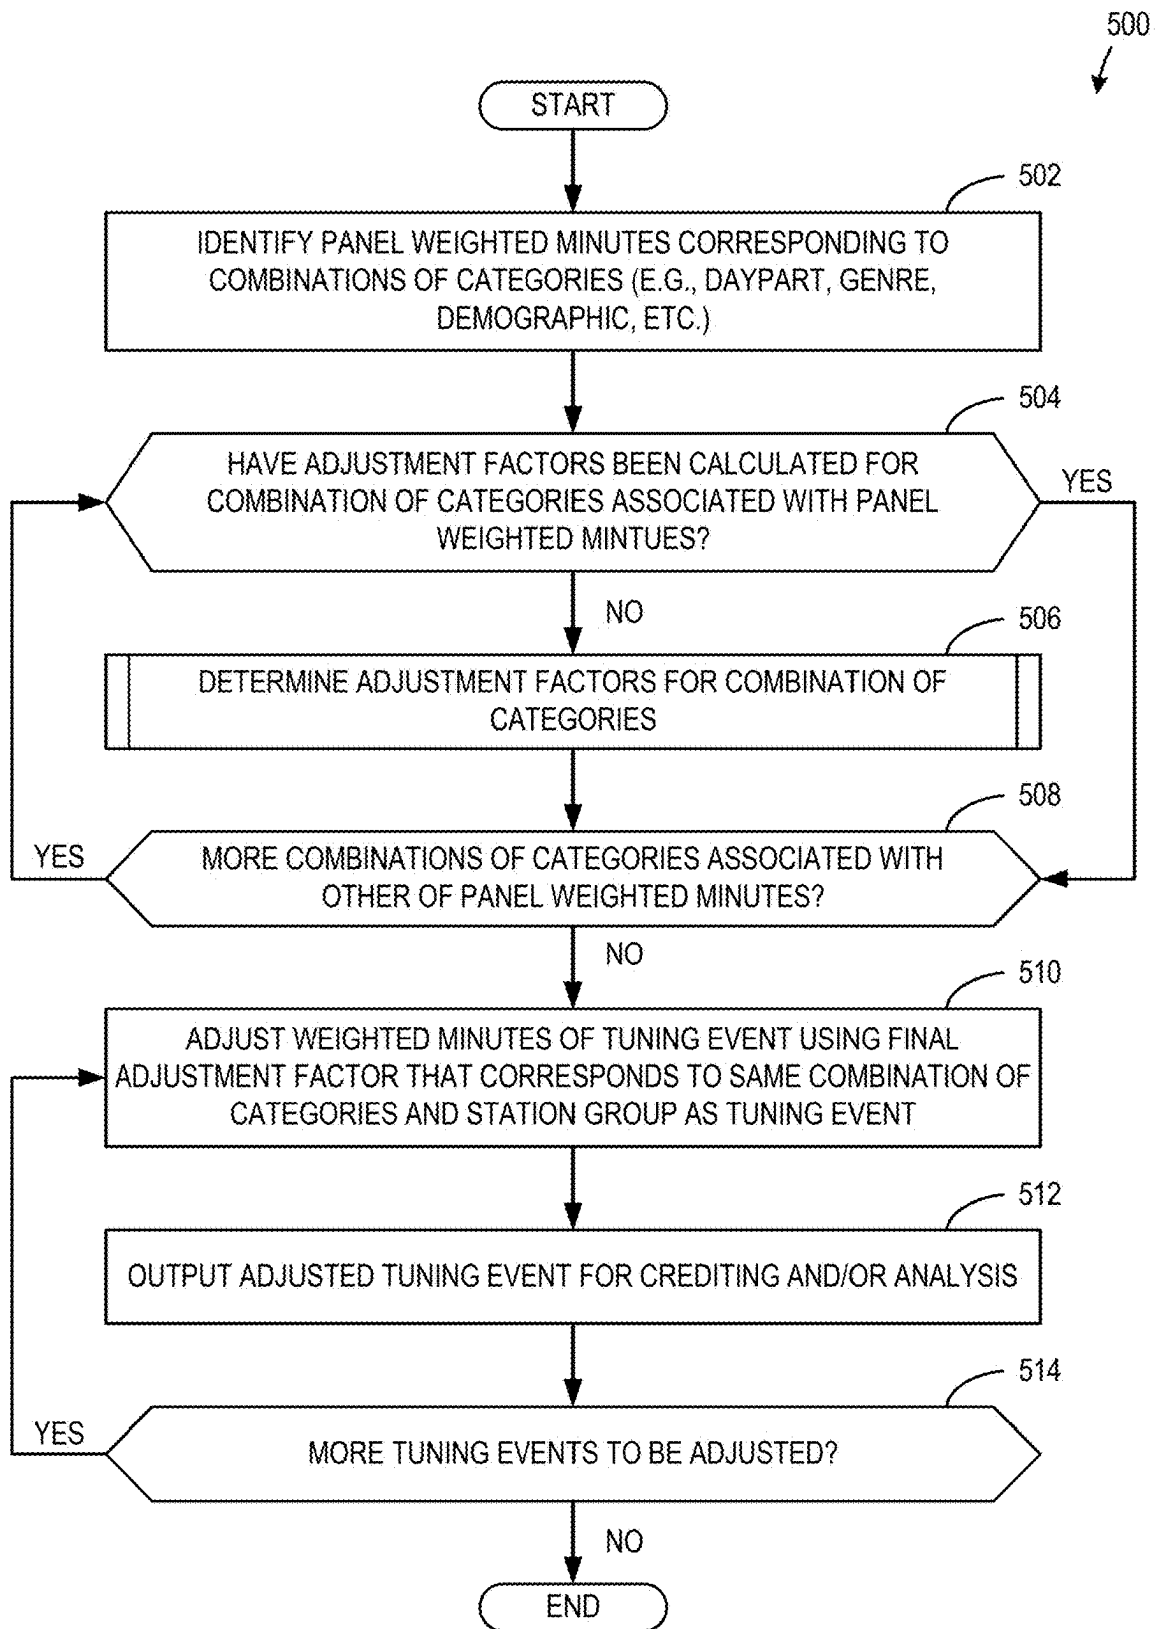 500
START
502
IDENTIFY PANEL WEIGHTED MINUTES CORRESPONDING TO
COMBINATIONS OF CATEGORIES (E.G., DAYPART, GENRE,
DEMOGRAPHIC, ETC.)
504
HAVE ADJUSTMENT FACTORS BEEN CALCULATED FOR
COMBINATION OF CATEGORIES ASSOCIATED WITH PANEL
WEIGHTED MINTUES?
YES
NO
506
DETERMINE ADJUSTMENT FACTORS FOR COMBINATION OF
CATEGORIES
508
YES
MORE COMBINATIONS OF CATEGORIES ASSOCIATED WITH
OTHER OF PANEL WEIGHTED MINUTES?
NO
510
ADJUST WEIGHTED MINUTES OF TUNING EVENT USING FINAL
ADJUSTMENT FACTOR THAT CORRESPONDS TO SAME COMBINATION OF
CATEGORIES AND STATION GROUP AS TUNING EVENT
512
OUTPUT ADJUSTED TUNING EVENT FOR CREDITING AND/OR ANALYSIS
514
YES
MORE TUNING EVENTS TO BE ADJUSTED?
NO
END